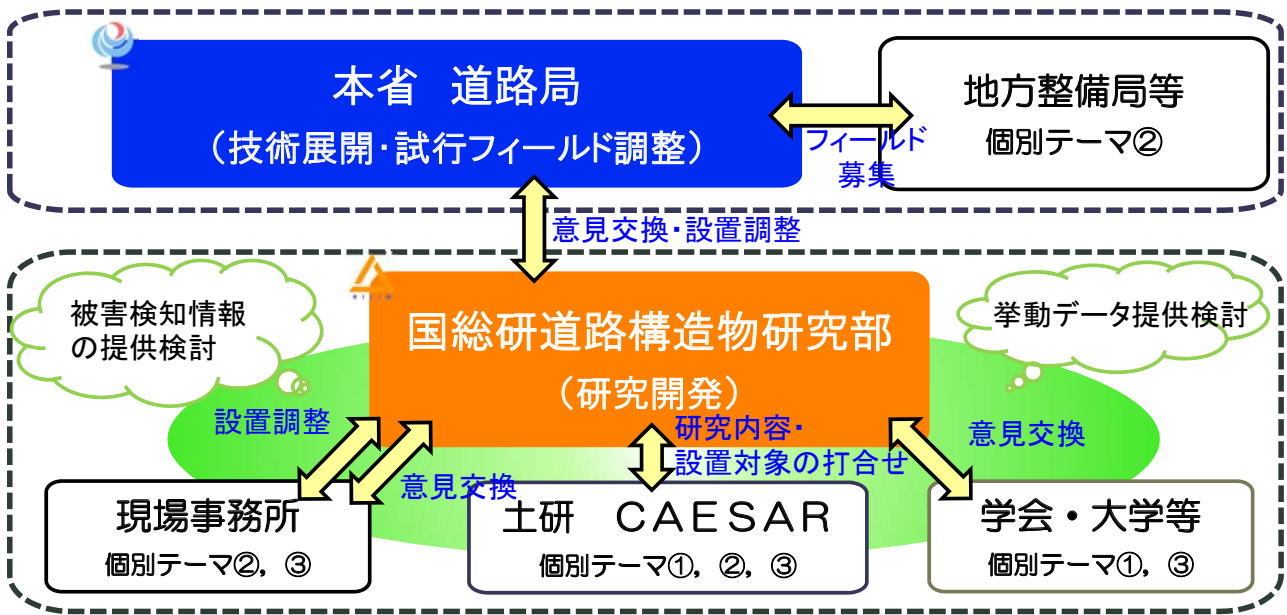 本省　道路局
（技術展開・試行フィールド調整）
地方整備局等
個別テーマ②
フィールド
募集
意見交換・設置調整
被害検知情報
の提供検討
国総研道路構造物研究部
（研究開発）
挙動データ提供検討
設置調整
意見交換
研究内容・
設置対象の打合せ
意見交換
現場事務所
個別テーマ②，③
土研　ＣＡＥＳＡＲ
個別テーマ①，②，③
学会・大学等
個別テーマ①，③